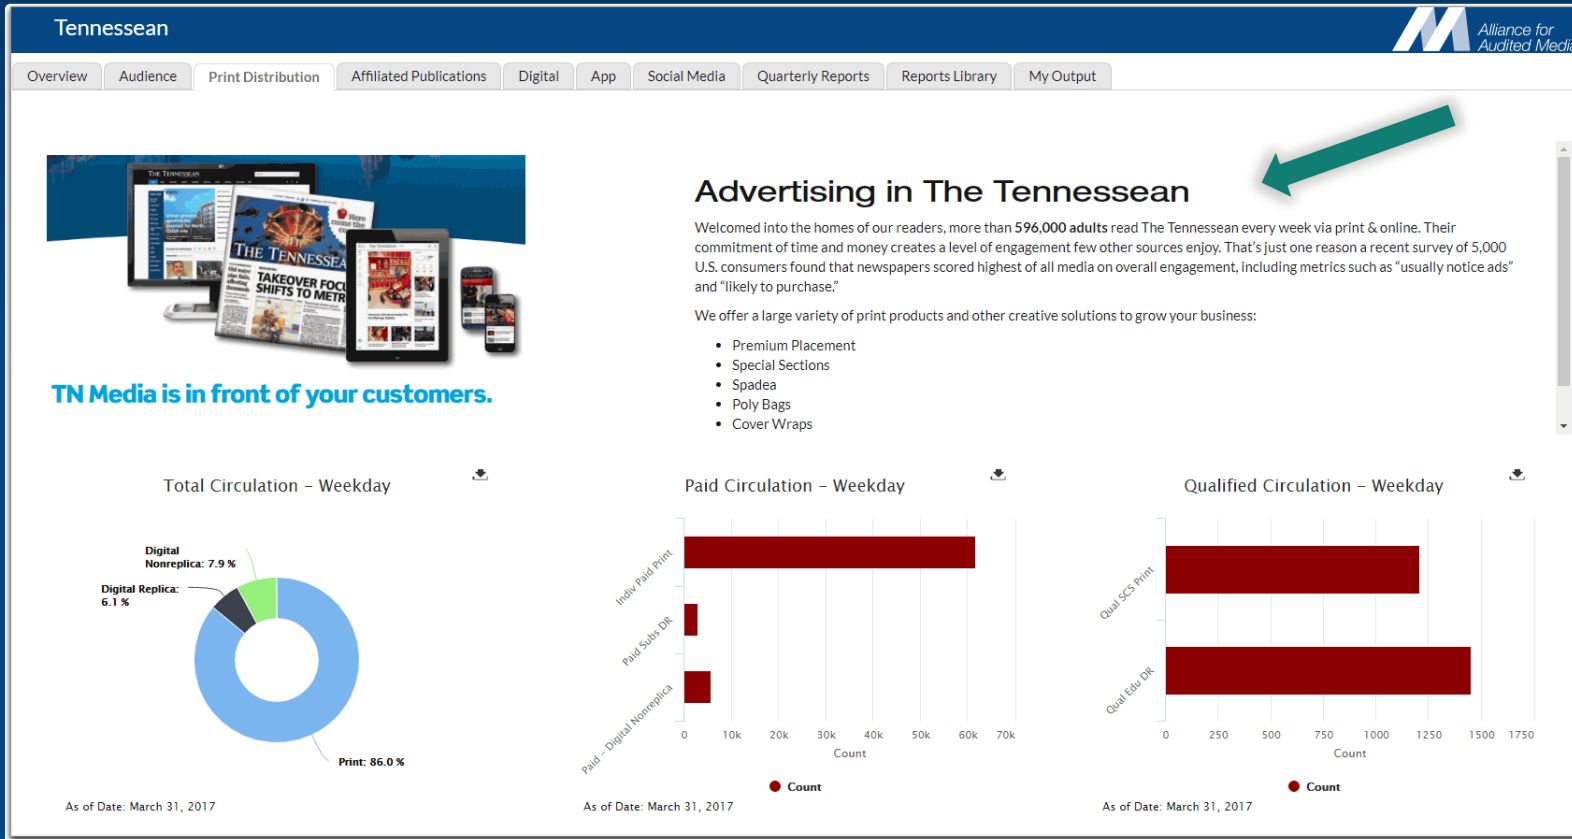 Tennessean
Alliance for
Audited Media
Overview
Audience
Print Distribution
Affiliated Publications
Digital
App
Social Media
Quarterly Reports
Reports Library
My Output
THE TENNESSEAN
Here
come the
THE TENNESSEA
TAKEOVER FOCU
SHIFTS TO METR
TN Media is in front of your customers.
Advertising in The Tennessean
Welcomed into the homes of our readers, more than 596,000 adults read The Tennessean every week via print & online. Their
commitment of time and money creates a level of engagement few other sources enjoy. That's just one reason a recent survey of 5,000
U.S. consumers found that newspapers scored highest of all media on overall engagement, including metrics such as “usually notice ads”
and “likely to purchase.”
We offer a large variety of print products and other creative solutions to grow your business:
• Premium Placement
• Special Sections
• Spadea
• Poly Bags
• Cover Wraps
Total Circulation – Weekday
Digital
Nonreplica: 7.9 %
Digital Replica:
6.1 %
Print: 86.0 %
As of Date: March 31, 2017
Paid Circulation – Weekday
Indiv Paid Print
Paid Subs DR
Paid – Digital Nonreplica
0 10k 20k 30k 40k 50k 60k 70k
Count
Count
As of Date: March 31, 2017
Qualified Circulation – Weekday
Qual SCS Print
Qual Edu DR
0 250 500 750 1000 1250 1500 1750
Count
Count
As of Date: March 31, 2017